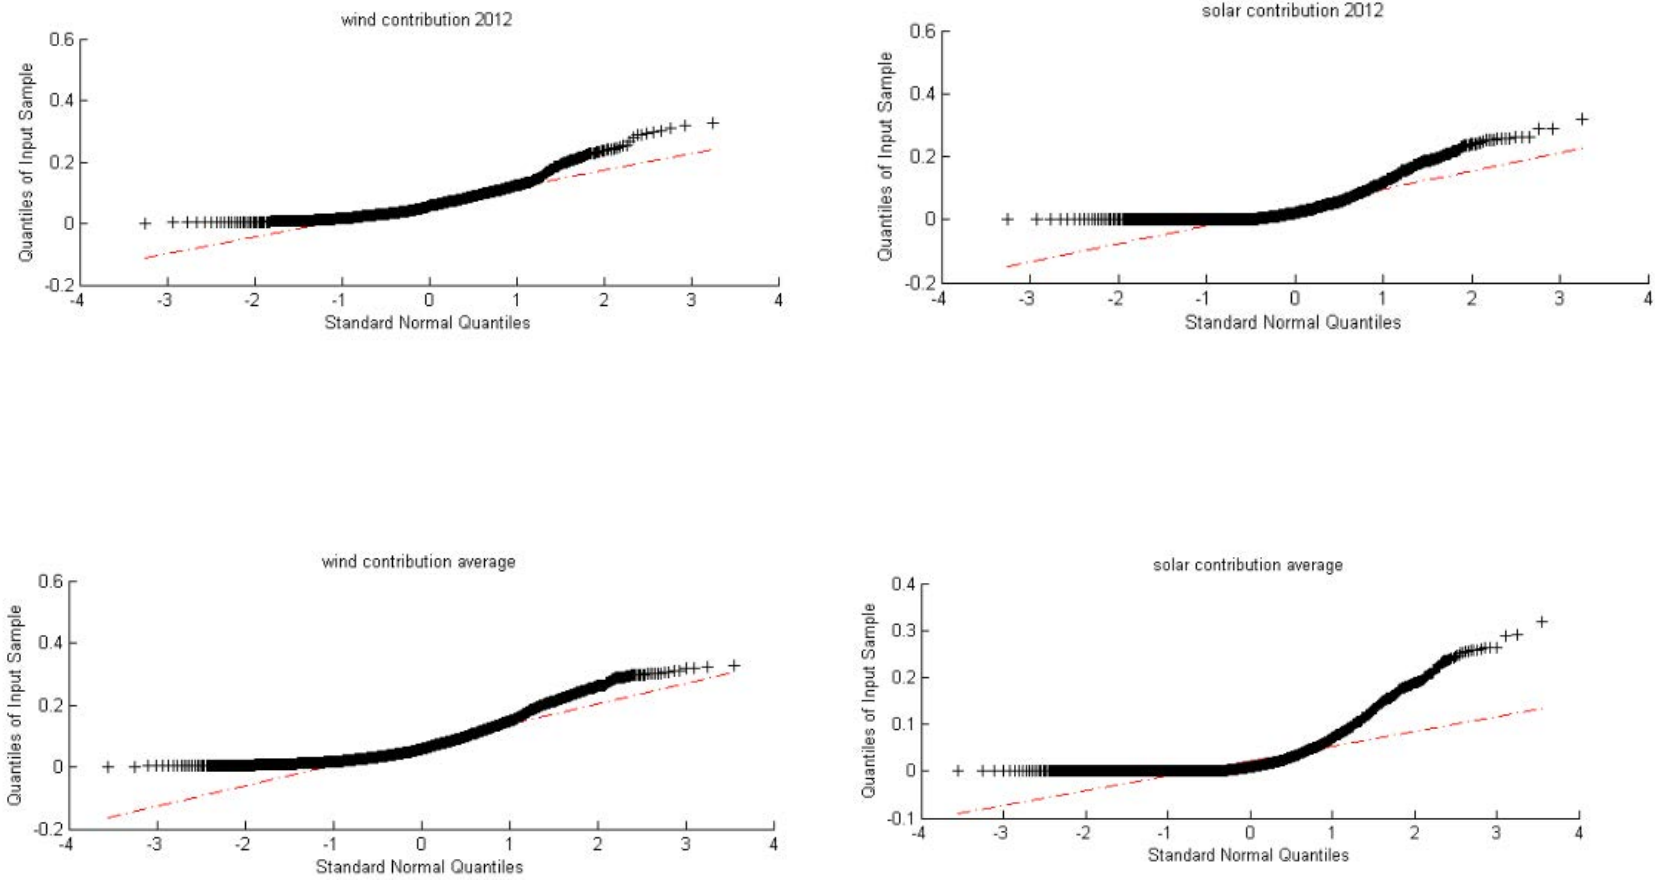 wind contribution 2012
0.6
0.4
0.2
0
-0.2
Quantiles of Input Sample
-4 -3 -2 -1 0 1 2 3 4
Standard Normal Quantiles
solar contribution 2012
0.6
0.4
0.2
0
-0.2
Quantiles of Input Sample
-4 -3 -2 -1 0 1 2 3 4
Standard Normal Quantiles
wind contribution average
0.6
0.4
0.2
0
-0.2
Quantiles of Input Sample
-4 -3 -2 -1 0 1 2 3 4
Standard Normal Quantiles
solar contribution average
0.4
0.3
0.2
0.1
0
-0.1
Quantiles of Input Sample
-4 -3 -2 -1 0 1 2 3 4
Standard Normal Quantiles